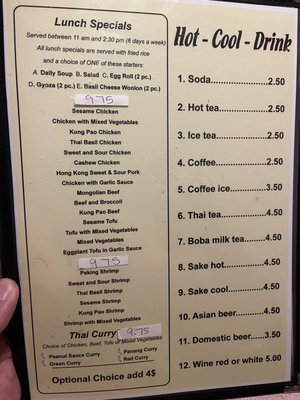 Lunch Specials
Served between 11 am and 2:30 pm (6 days a week)
All lunch specials are served with fried rice
and a choice of ONE of these starters:
A. Daily Soup B. Salad C. Egg Roll (2 pc.)
D. Gyoza (2 pc.) E. Basil Cheese Wonton (2 pc.)
9.75
Sesame Chicken
Chicken with Mixed Vegetables
Kung Pao Chicken
Thai Basil Chicken
Sweet and Sour Chicken
Cashew Chicken
Hong Kong Sweet & Sour Pork
Chicken with Garlic Sauce
Mongolian Beef
Beef and Broccoli
Kung Pao Beef
Sesame Tofu
Tofu with Mixed Vegetables
Mixed Vegetables
Eggplant Tofu in Garlic Sauce
9.75
Peking Shrimp
Sweet and Sour Shrimp
Thai Basil Shrimp
Sesame Shrimp
Kung Pao Shrimp
Shrimp with Mixed Vegetables
Thai Curry 9.75
Choice of Chicken, Beef, Tofu or Mixed Vegetables
Peanut Sauce Curry
Panang Curry
Green Curry
Red Curry
Optional Choice add 4$
Hot - Cool - Drink
1. Soda........................2.50
2. Hot tea....................2.50
3. Ice tea.....................2.50
4. Coffee.....................2.50
5. Coffee ice..............3.50
6. Thai tea..................4.50
7. Boba milk tea........4.50
8. Sake hot................4.50
9. Sake cool...............4.50
10. Asian beer...........4.50
11. Domestic beer.....3.50
12. Wine red or white 5.00